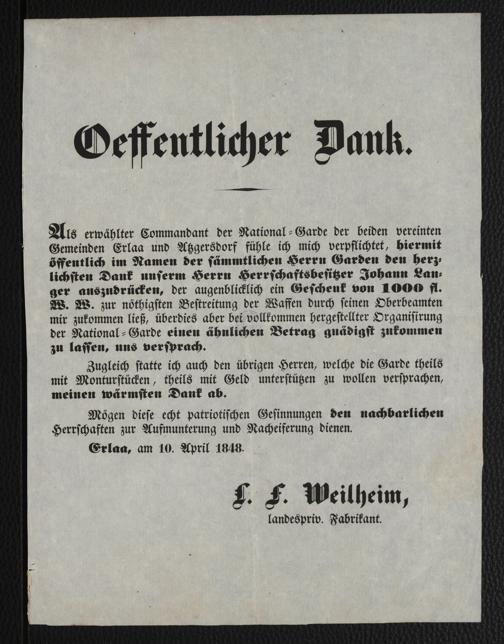 Oeffentlicher Dank.
Als erwählter Commandant der National-Garde der beiden vereinten
Gemeinden Erlaa und Atzgersdorf fühle ich mich verpflichtet, hiermit
öffentlich im Namen der sämmtlichen Herrn Garden den herz-
lichsten Dank unserm Herrn Herrschaftsbesitzer Johann Lan-
ger auszudrücken, der augenblicklich ein Geschenk von 1000 fl.
W. W. zur nöthigsten Bestreitung der Waffen durch seinen Oberbeamten
mir zukommen ließ, überdies aber bei vollkommen hergestellter Organisirung
der National-Garde einen ähnlichen Betrag gnädigst zukommen
zu lassen, uns versprach.
Zugleich statte ich auch den übrigen Herren, welche die Garde theils
mit Monturstücken, theils mit Geld unterstützen zu wollen versprachen,
meinen wärmsten Dank ab.
Mögen diese echt patriotischen Gesinnungen den nachbarlichen
Herrschaften zur Aufmunterung und Nacheiferung dienen.
Erlaa, am 10. April 1848.
L. F. Weilheim,
landespriv. Fabrikant.